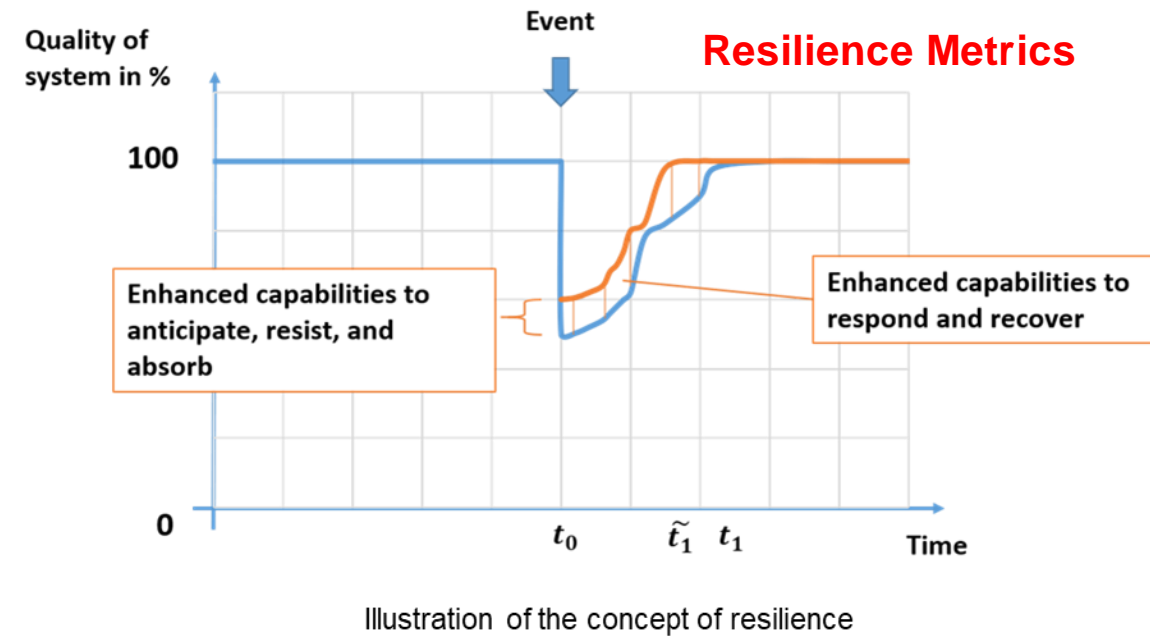 Event
Resilience Metrics
Quality of
system in %
100
Enhanced capabilities to
anticipate, resist, and
absorb
Enhanced capabilities to
respond and recover
0
t₀
t̃₁
t₁
Time
Illustration of the concept of resilience